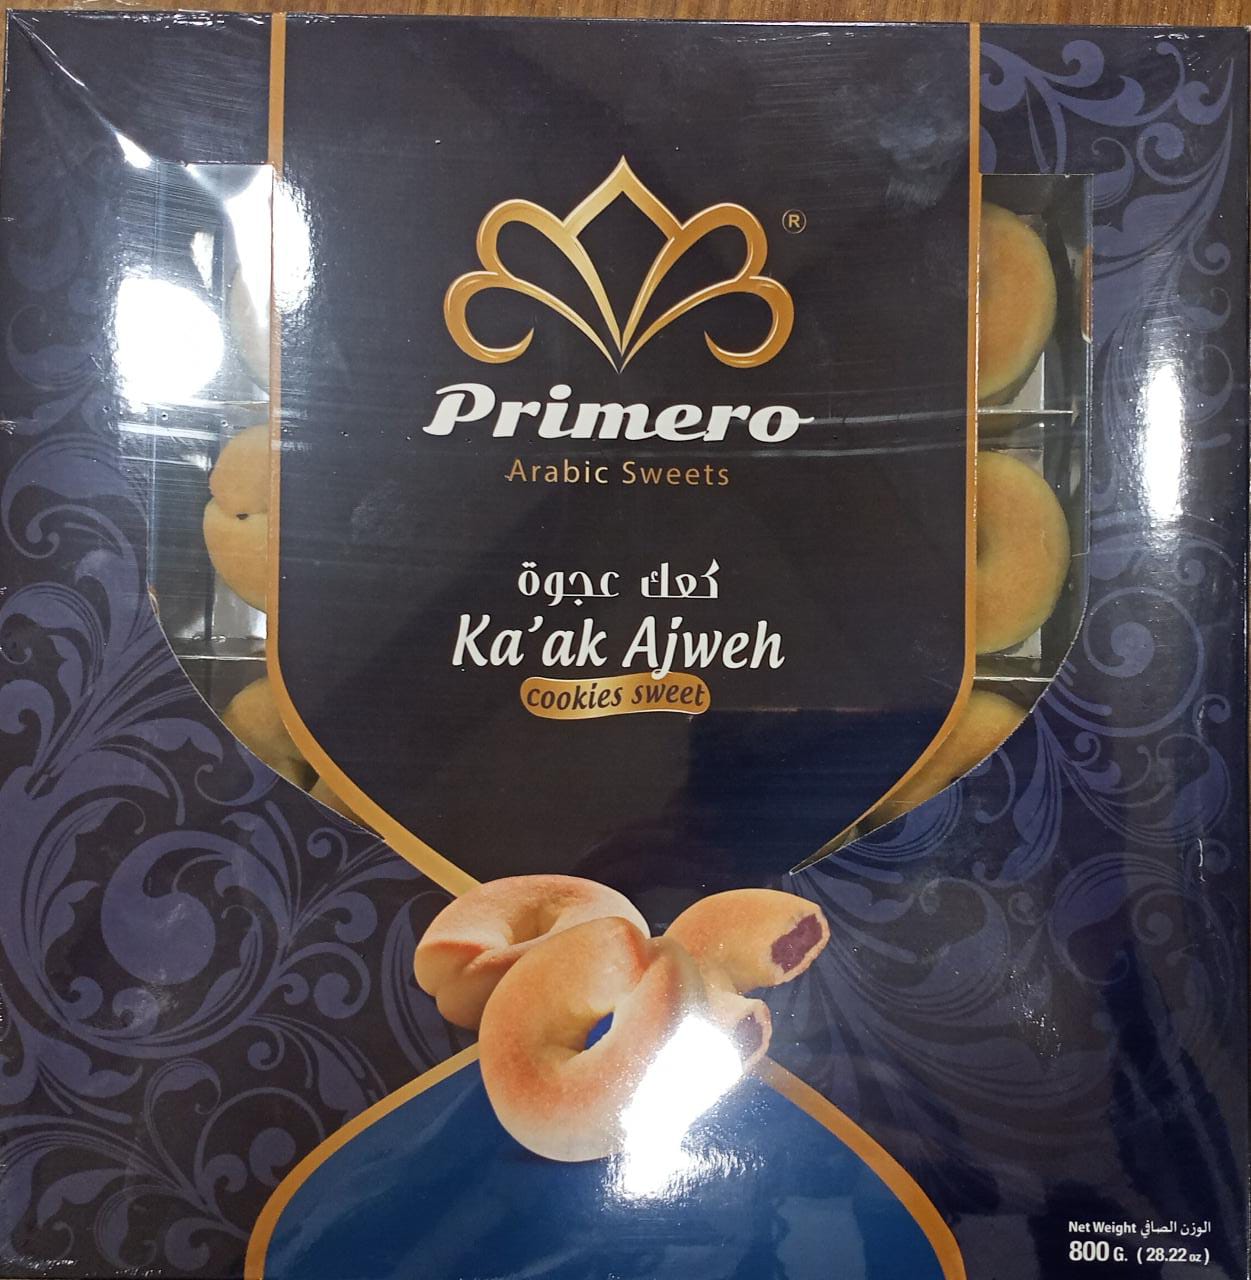 ®
Primero
Arabic Sweets
كعك عجوة
Ka'ak Ajweh
cookies sweet
Net Weight الوزن الصافي
800 G. ( 28.22 oz )